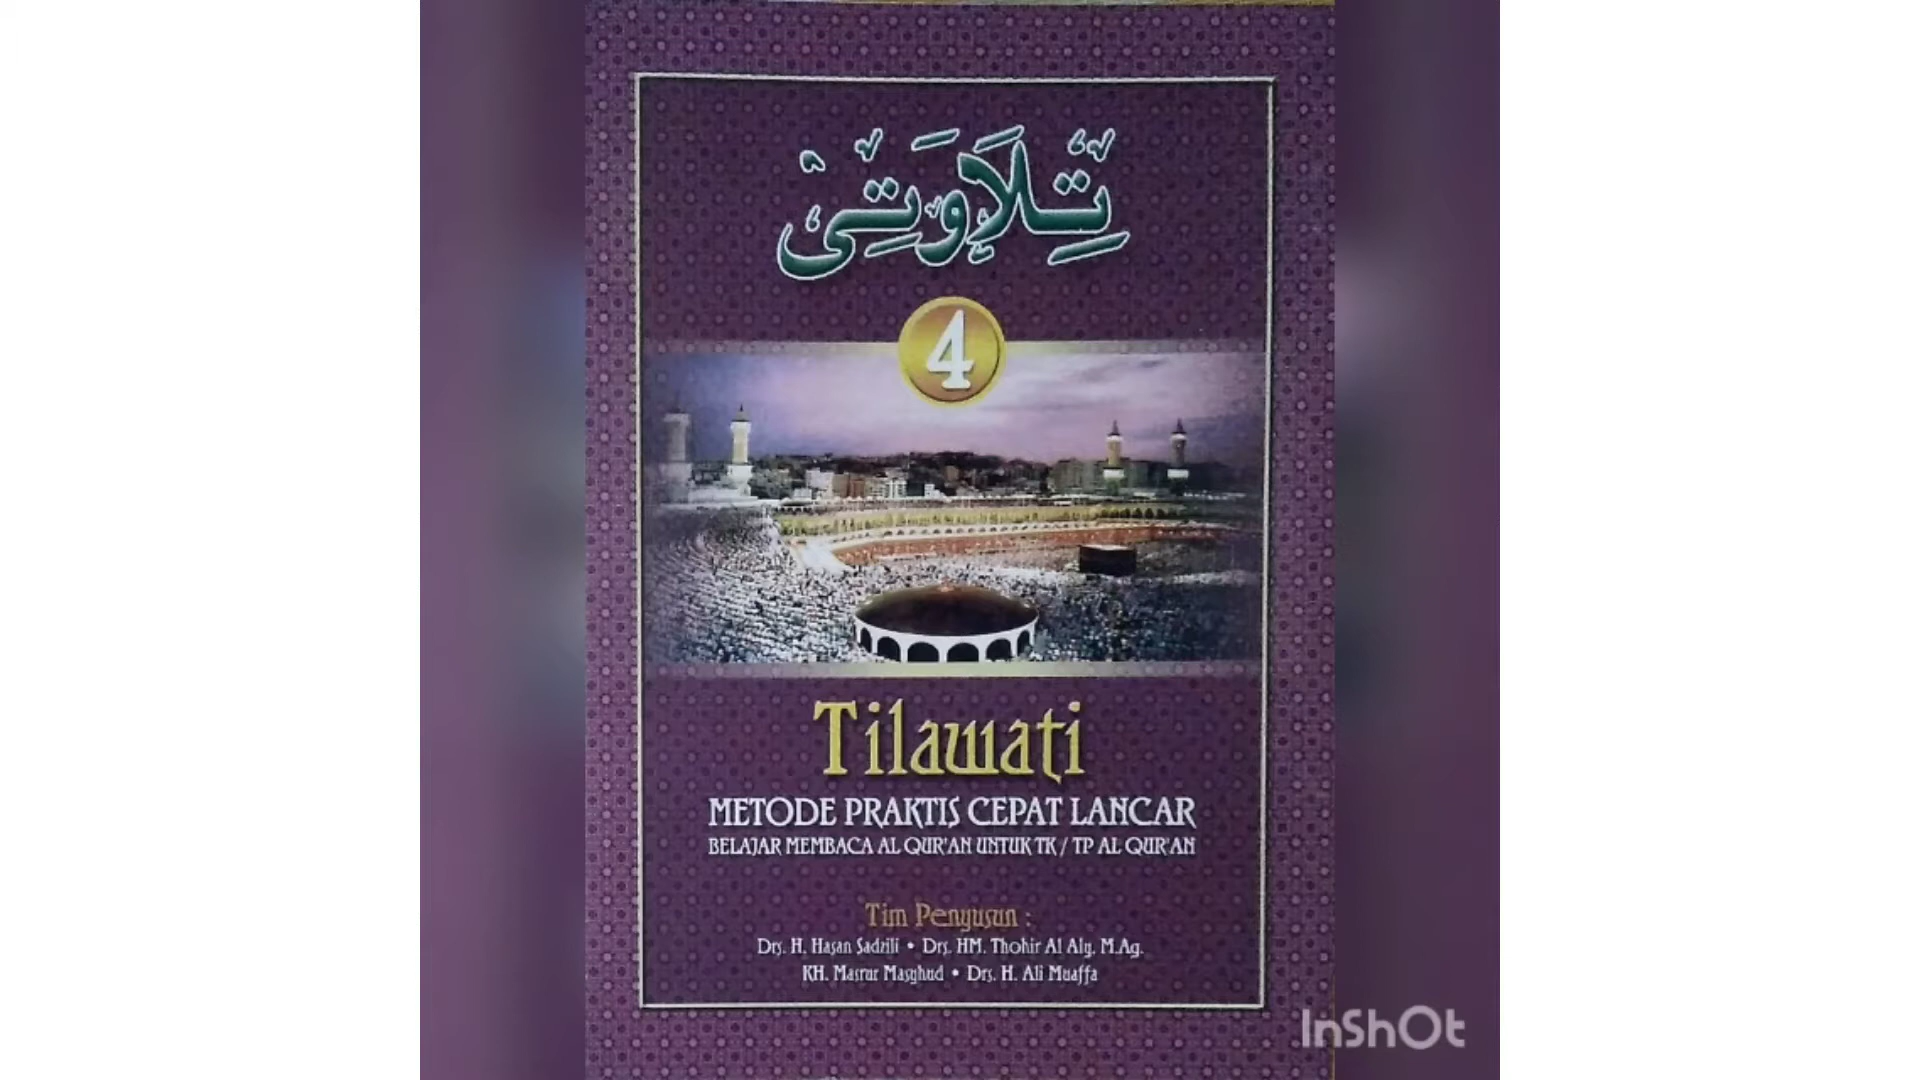 تِلَاوَتِيْ
4
Tilawati
METODE PRAKTIS CEPAT LANCAR
BELAJAR MEMBACA AL QUR'AN UNTUK TK / TP AL QUR'AN
Tim Penyusun :
Drs. H. Hasan Sadzili • Drs. HM. Thohir Al Aly, M.Ag.
KH. Masrur Masyhud • Drs. H. Ali Muaffa
InShOt